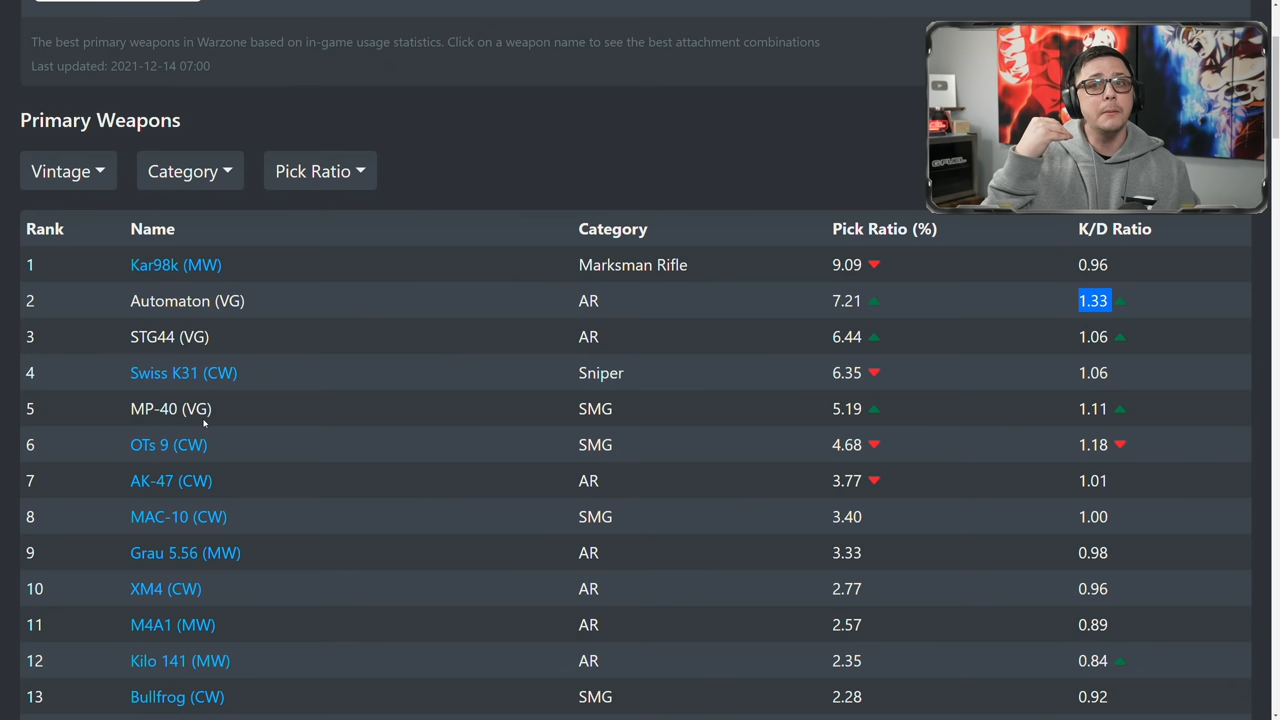 The best primary weapons in Warzone based on in-game usage statistics. Click on a weapon name to see the best attachment combinations
Last updated: 2021-12-14 07:00
Primary Weapons
Vintage Category Pick Ratio
Rank Name Category Pick Ratio (%) K/D Ratio
1 Kar98k (MW) Marksman Rifle 9.09 0.96
2 Automaton (VG) AR 7.21 1.33
3 STG44 (VG) AR 6.44 1.06
4 Swiss K31 (CW) Sniper 6.35 1.06
5 MP-40 (VG) SMG 5.19 1.11
6 OTs 9 (CW) SMG 4.68 1.18
7 AK-47 (CW) AR 3.77 1.01
8 MAC-10 (CW) SMG 3.40 1.00
9 Grau 5.56 (MW) AR 3.33 0.98
10 XM4 (CW) AR 2.77 0.96
11 M4A1 (MW) AR 2.57 0.89
12 Kilo 141 (MW) AR 2.35 0.84
13 Bullfrog (CW) SMG 2.28 0.92
GFUEL